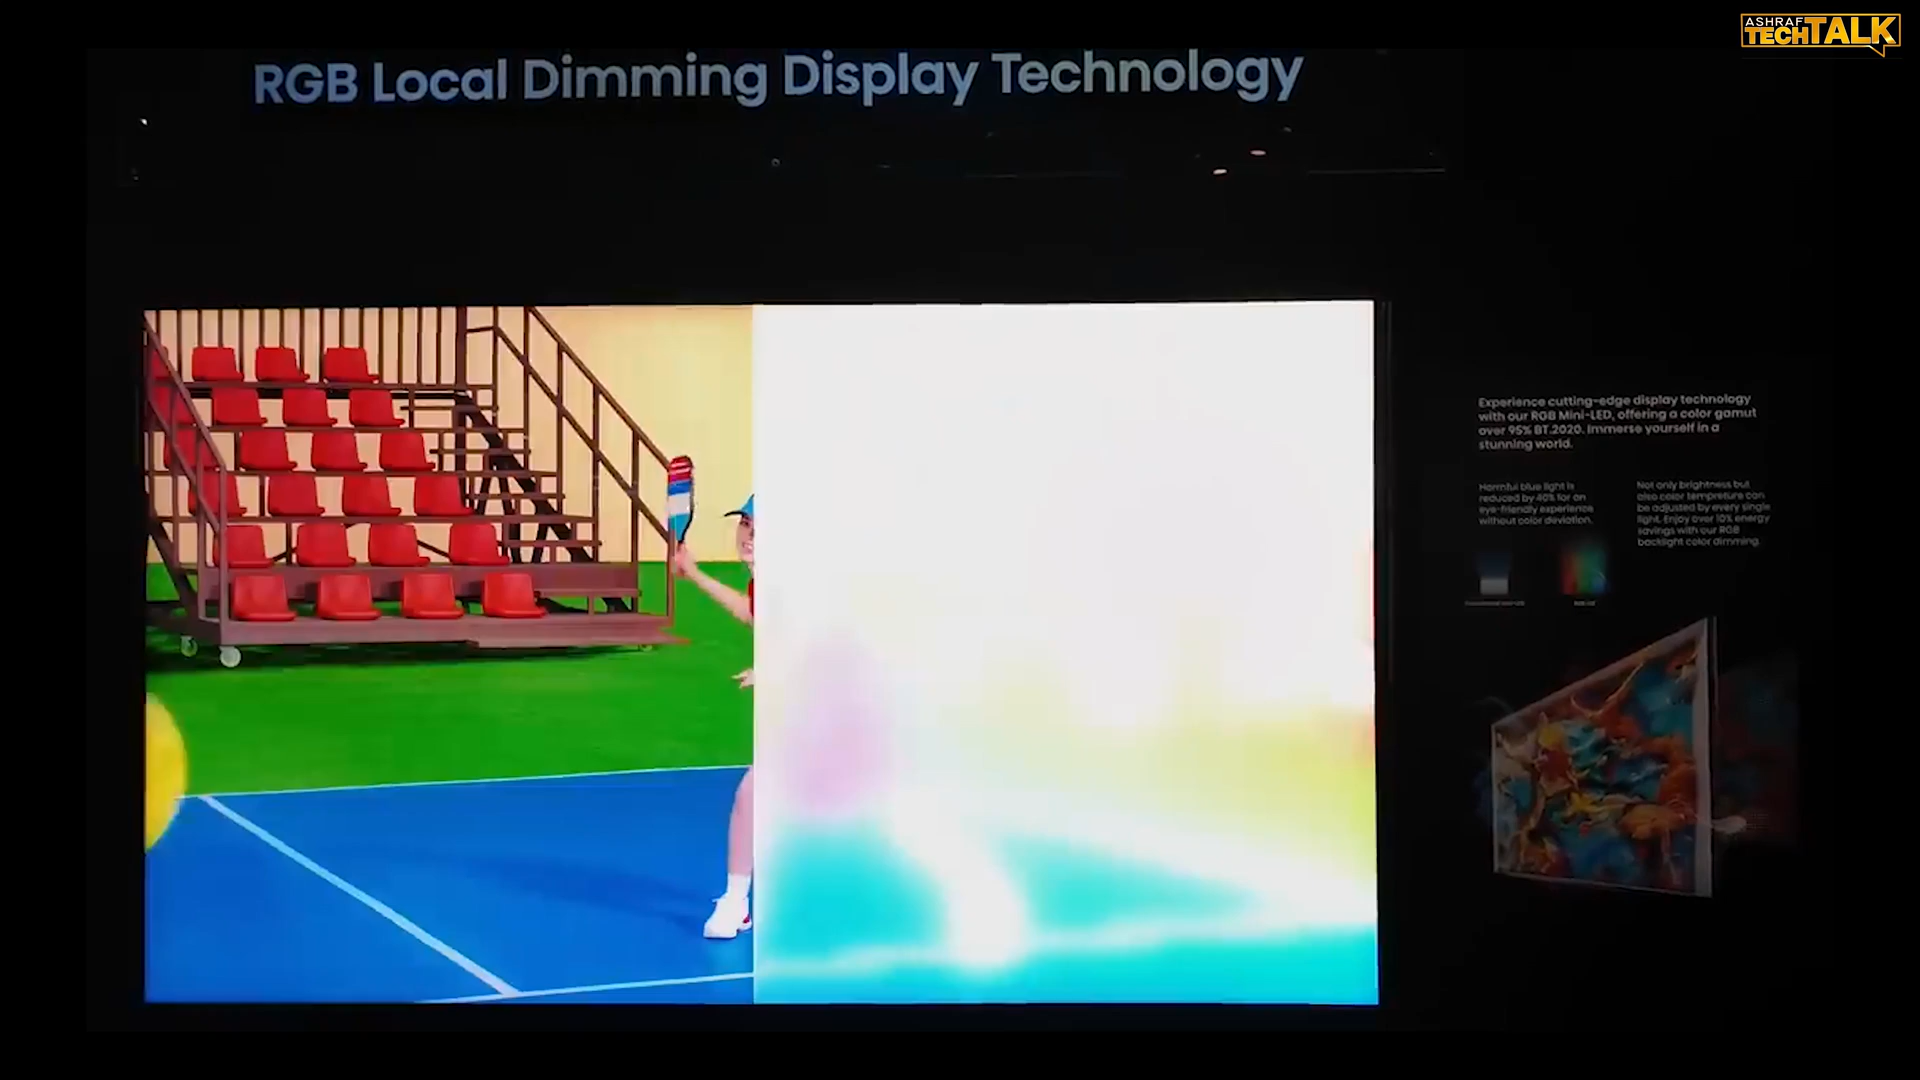 ASHRAF
TECHTALK
RGB Local Dimming Display Technology
Experience cutting-edge display technology
with our RGB Mini-LED, offering a color gamut
over 95% BT.2020. Immerse yourself in a
stunning world.
Harmful blue light is
reduced by 40% for an
eye-friendly experience
without color deviation.
Not only brightness but
also color tempreture can
be adjusted by every single
light. Enjoy over 10% energy
savings with our RGB
backlight color dimming.